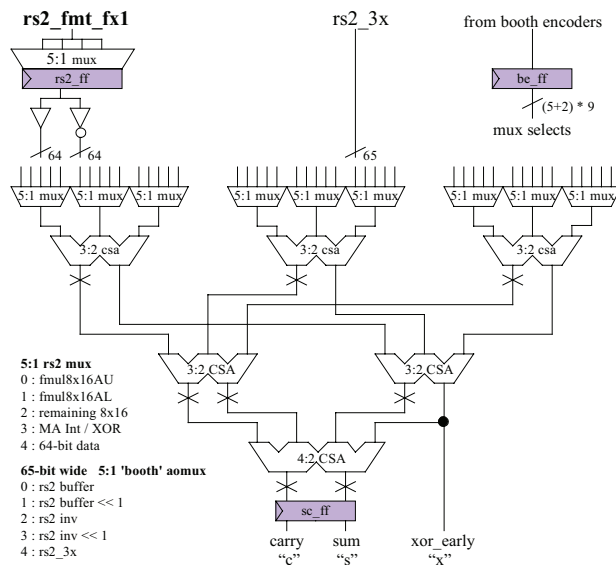 rs2_fmt_fx1
rs2_3x
from booth encoders
5:1 mux
rs2_ff
be_ff
(5+2) * 9
mux selects
64
64
65
5:1 mux
5:1 mux
5:1 mux
5:1 mux
5:1 mux
5:1 mux
5:1 mux
5:1 mux
5:1 mux
3:2 csa
3:2 csa
3:2 csa
3:2 CSA
3:2 CSA
5:1 rs2 mux
0 : fmul8x16AU
1 : fmul8x16AL
2 : remaining 8x16
3 : MA Int / XOR
4 : 64-bit data
4:2 CSA
65-bit wide 5:1 'booth' aomux
0 : rs2 buffer
1 : rs2 buffer << 1
2 : rs2 inv
3 : rs2 inv << 1
4 : rs2_3x
sc_ff
carry
"c"
sum
"s"
xor_early
"x"